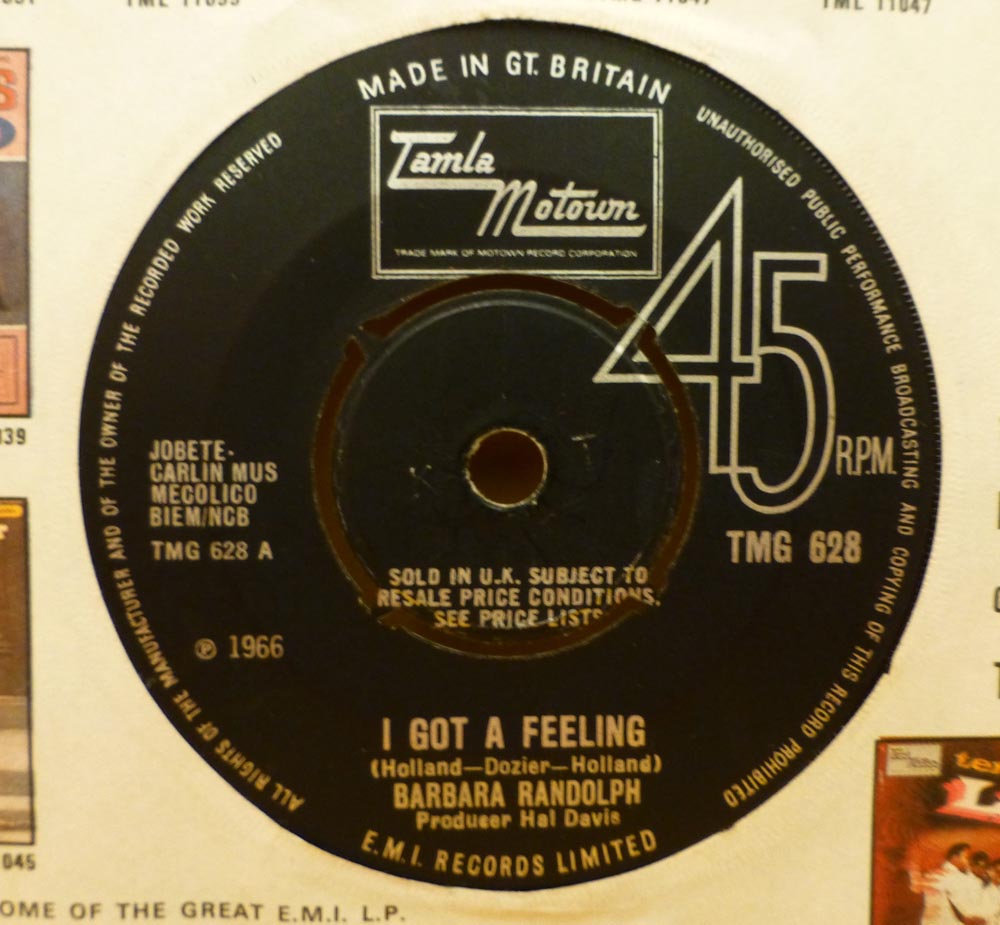 TML 11047
MADE IN GT. BRITAIN
Tamla
Motown
TRADE MARK OF MOTOWN RECORD CORPORATION
UNAUTHORISED PUBLIC PERFORMANCE BROADCASTING AND COPYING OF THIS RECORD PROHIBITED
ALL RIGHTS OF THE MANUFACTURER AND OF THE OWNER OF THE RECORDED WORK RESERVED
45
R.P.M.
JOBETE-
CARLIN MUS
MECOLICO
BIEM/NCB
TMG 628 A
TMG 628
SOLD IN U.K. SUBJECT TO
RESALE PRICE CONDITIONS.
SEE PRICE LISTS
℗ 1966
I GOT A FEELING
(Holland—Dozier—Holland)
BARBARA RANDOLPH
Producer Hal Davis
E.M.I. RECORDS LIMITED
045
OME OF THE GREAT E.M.I. L.P.